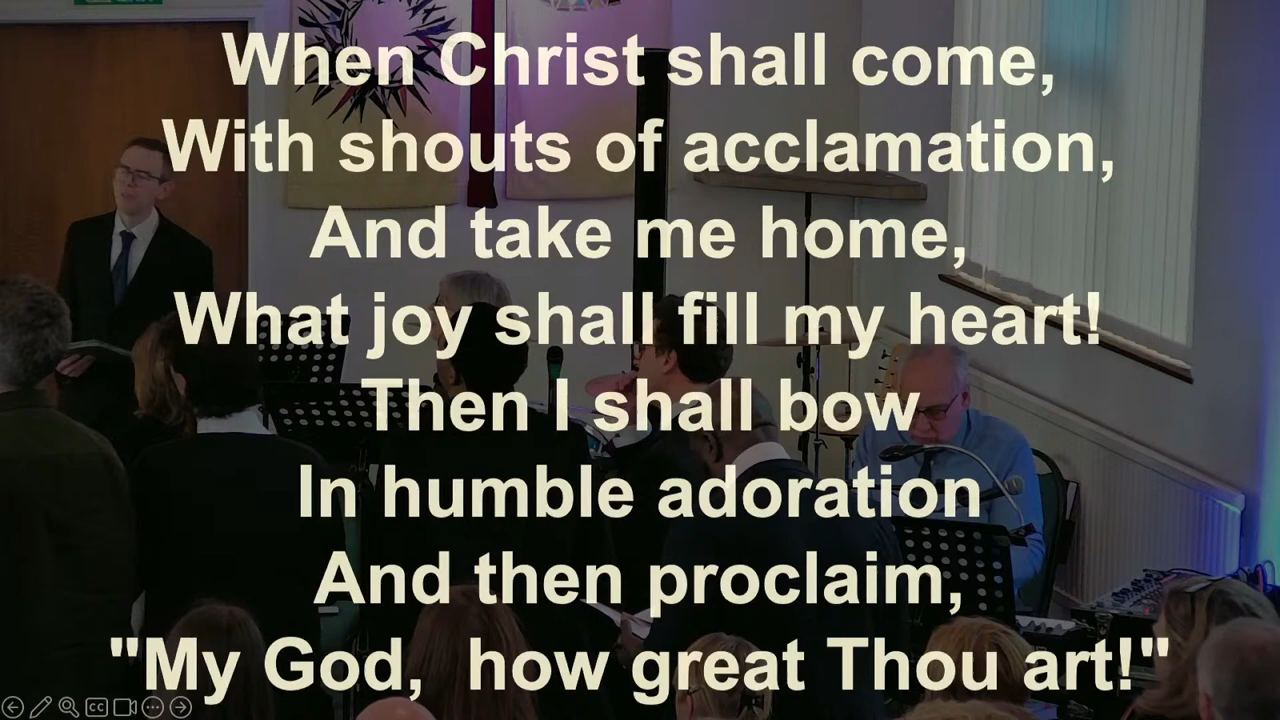 When Christ shall come,
With shouts of acclamation,
And take me home,
What joy shall fill my heart!
Then I shall bow
In humble adoration
And then proclaim,
"My God,  how great Thou art!"
CC